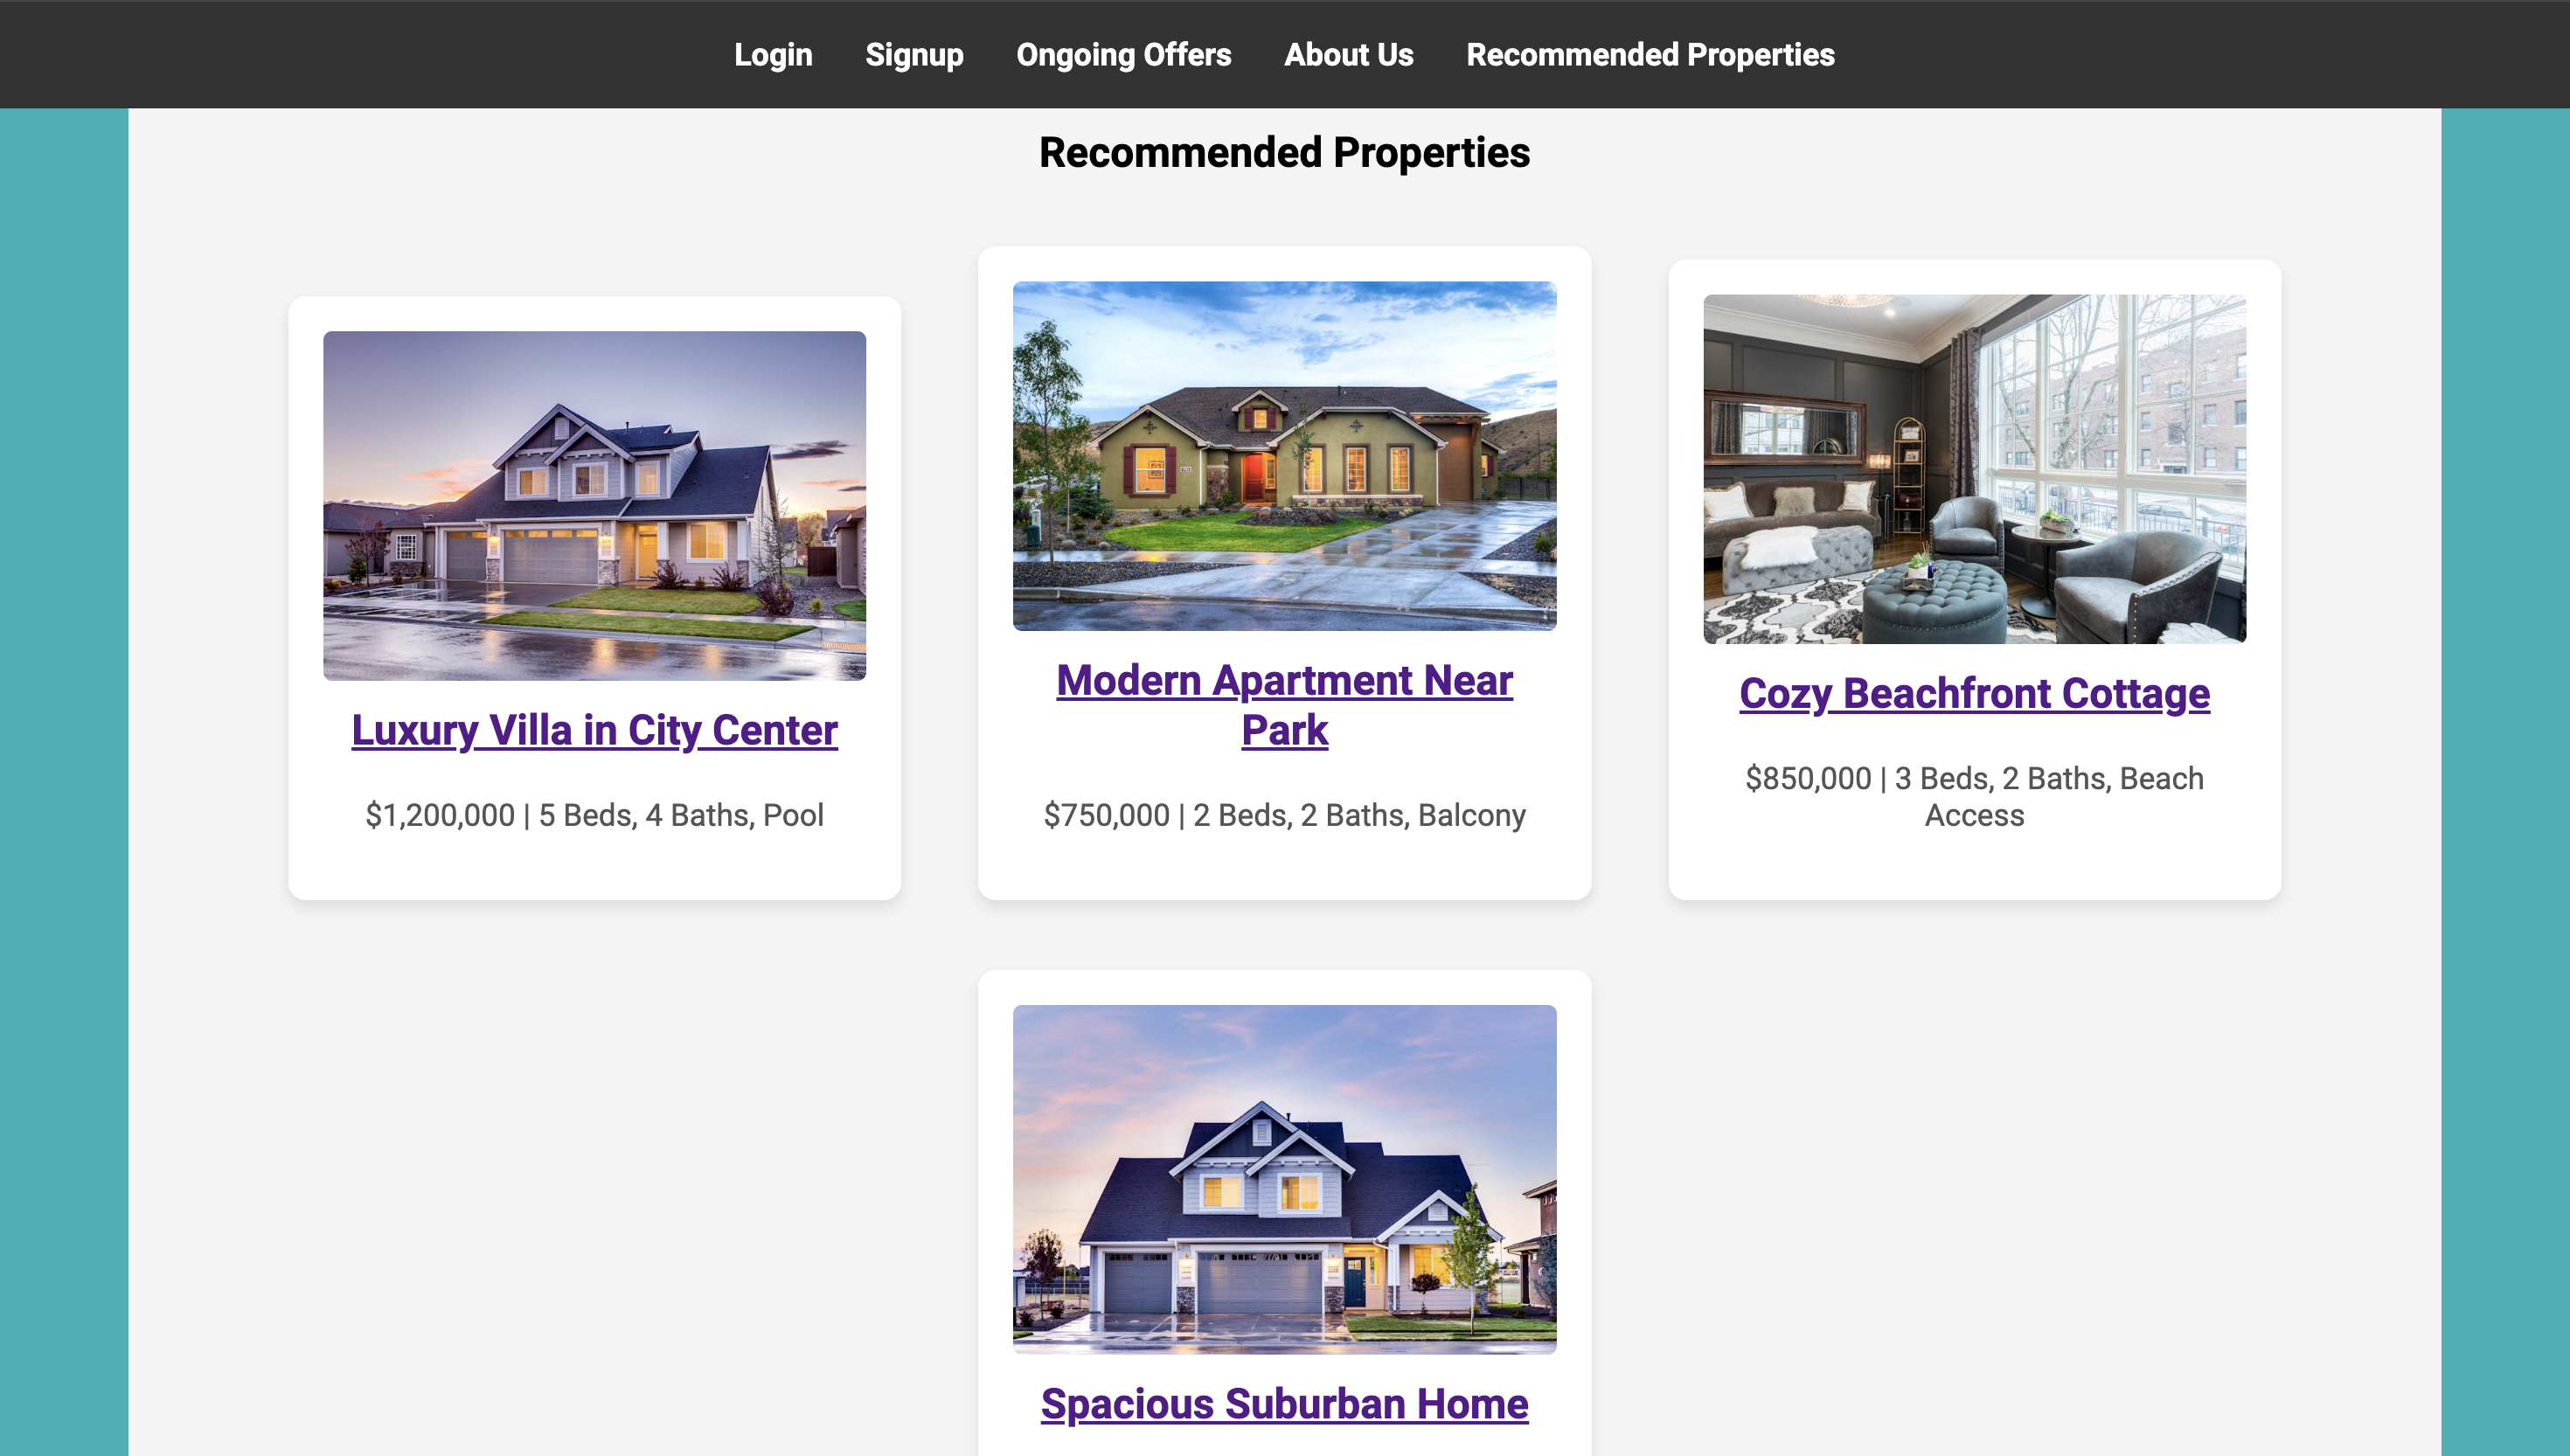 Login Signup Ongoing Offers About Us Recommended Properties
Recommended Properties
Luxury Villa in City Center
$1,200,000 | 5 Beds, 4 Baths, Pool
Modern Apartment Near
Park
$750,000 | 2 Beds, 2 Baths, Balcony
Cozy Beachfront Cottage
$850,000 | 3 Beds, 2 Baths, Beach
Access
Spacious Suburban Home